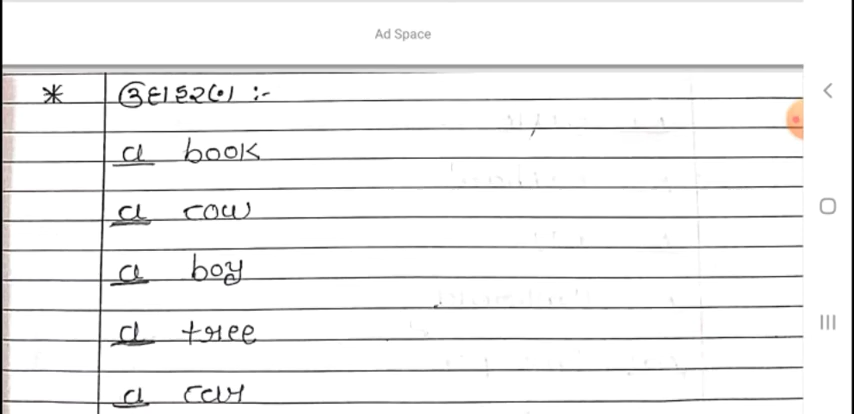 Ad Space
* ઉદાહરણ :-
a book
a cow
a boy
a tree
a car